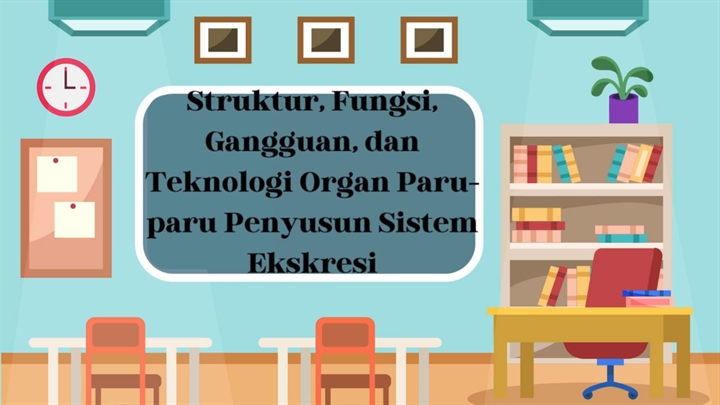 Struktur, Fungsi,
Gangguan, dan
Teknologi Organ Paru-
paru Penyusun Sistem
Ekskresi